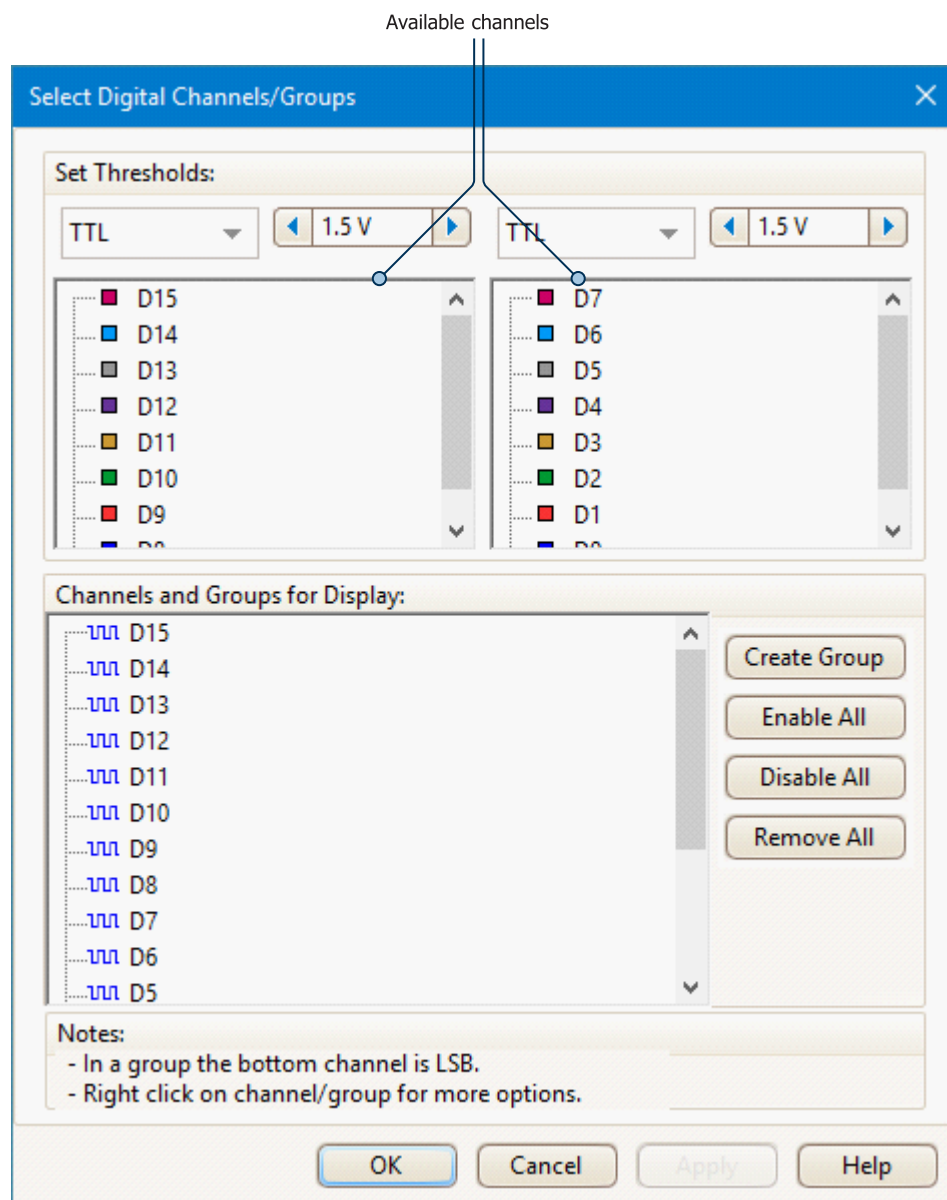 Available channels
Select Digital Channels/Groups
Set Thresholds:
TTL 1.5 V TTL 1.5 V
D15 D7
D14 D6
D13 D5
D12 D4
D11 D3
D10 D2
D9 D1
D8 D0
Channels and Groups for Display:
D15
D14
D13
D12
D11
D10
D9
D8
D7
D6
D5
Create Group
Enable All
Disable All
Remove All
Notes:
- In a group the bottom channel is LSB.
- Right click on channel/group for more options.
OK Cancel Apply Help